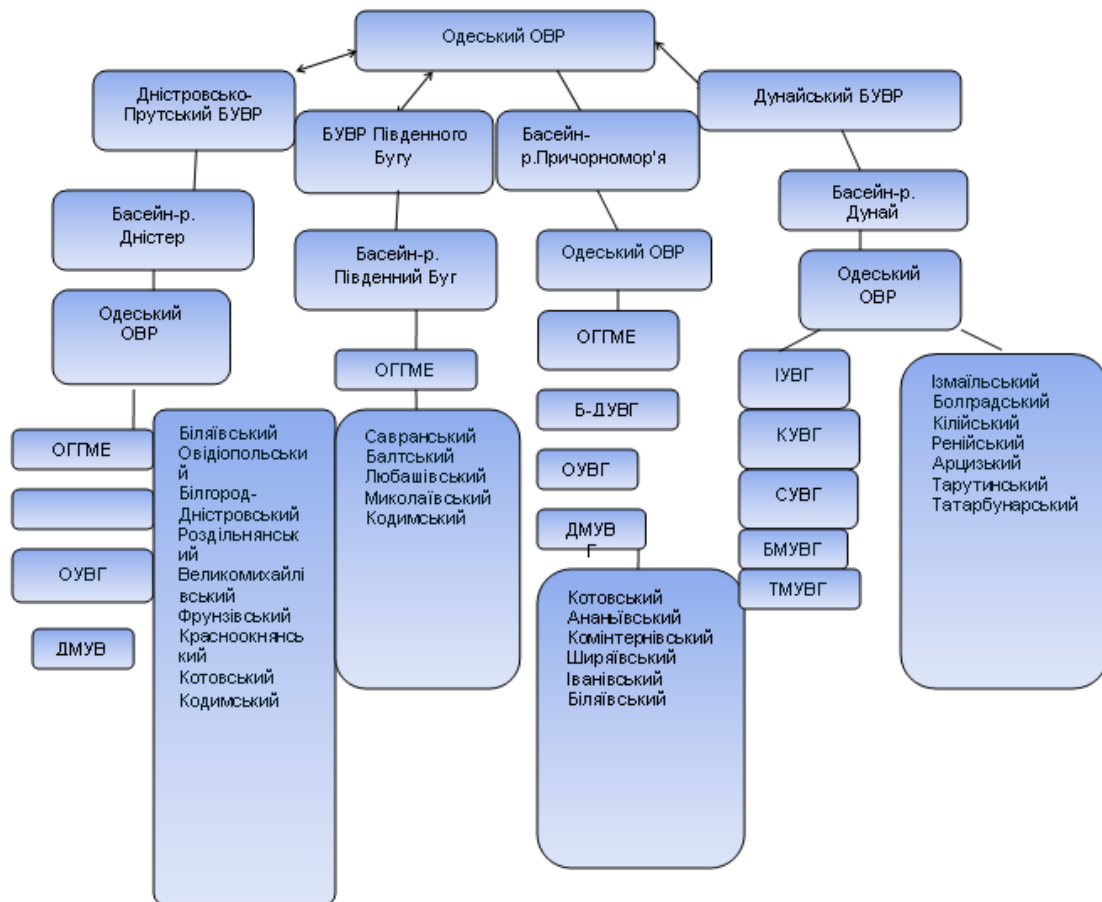 Одеський ОВР
Дністровсько-
Прутський БУВР
БУВР Південного
Бугу
Басейн-
р.Причорномор'я
Дунайський БУВР
Басейн-р.
Дністер
Басейн-р.
Південний Буг
Одеський ОВР
Басейн-р.
Дунай
Одеський
ОВР
Одеський
ОВР
ОГГМЕ
ОУВГ
ДМУВ
Біляївський
Овідіопольськи
й
Білгород-
Дністровський
Роздільнянськ
ий
Великомихайлі
вський
Фрунзівський
Красноокнянсь
кий
Котовський
Кодимський
ОГГМЕ
Савранський
Балтський
Любашівський
Миколаївський
Кодимський
ОГГМЕ
Б-ДУВГ
ОУВГ
ДМУВ
Г
Котовський
Ананьївський
Комінтернівський
Ширяївський
Іванівський
Біляївський
ІУВГ
КУВГ
СУВГ
БМУВГ
ТМУВГ
Ізмаїльський
Болградський
Кілійський
Ренійський
Арцизький
Тарутинський
Татарбунарський